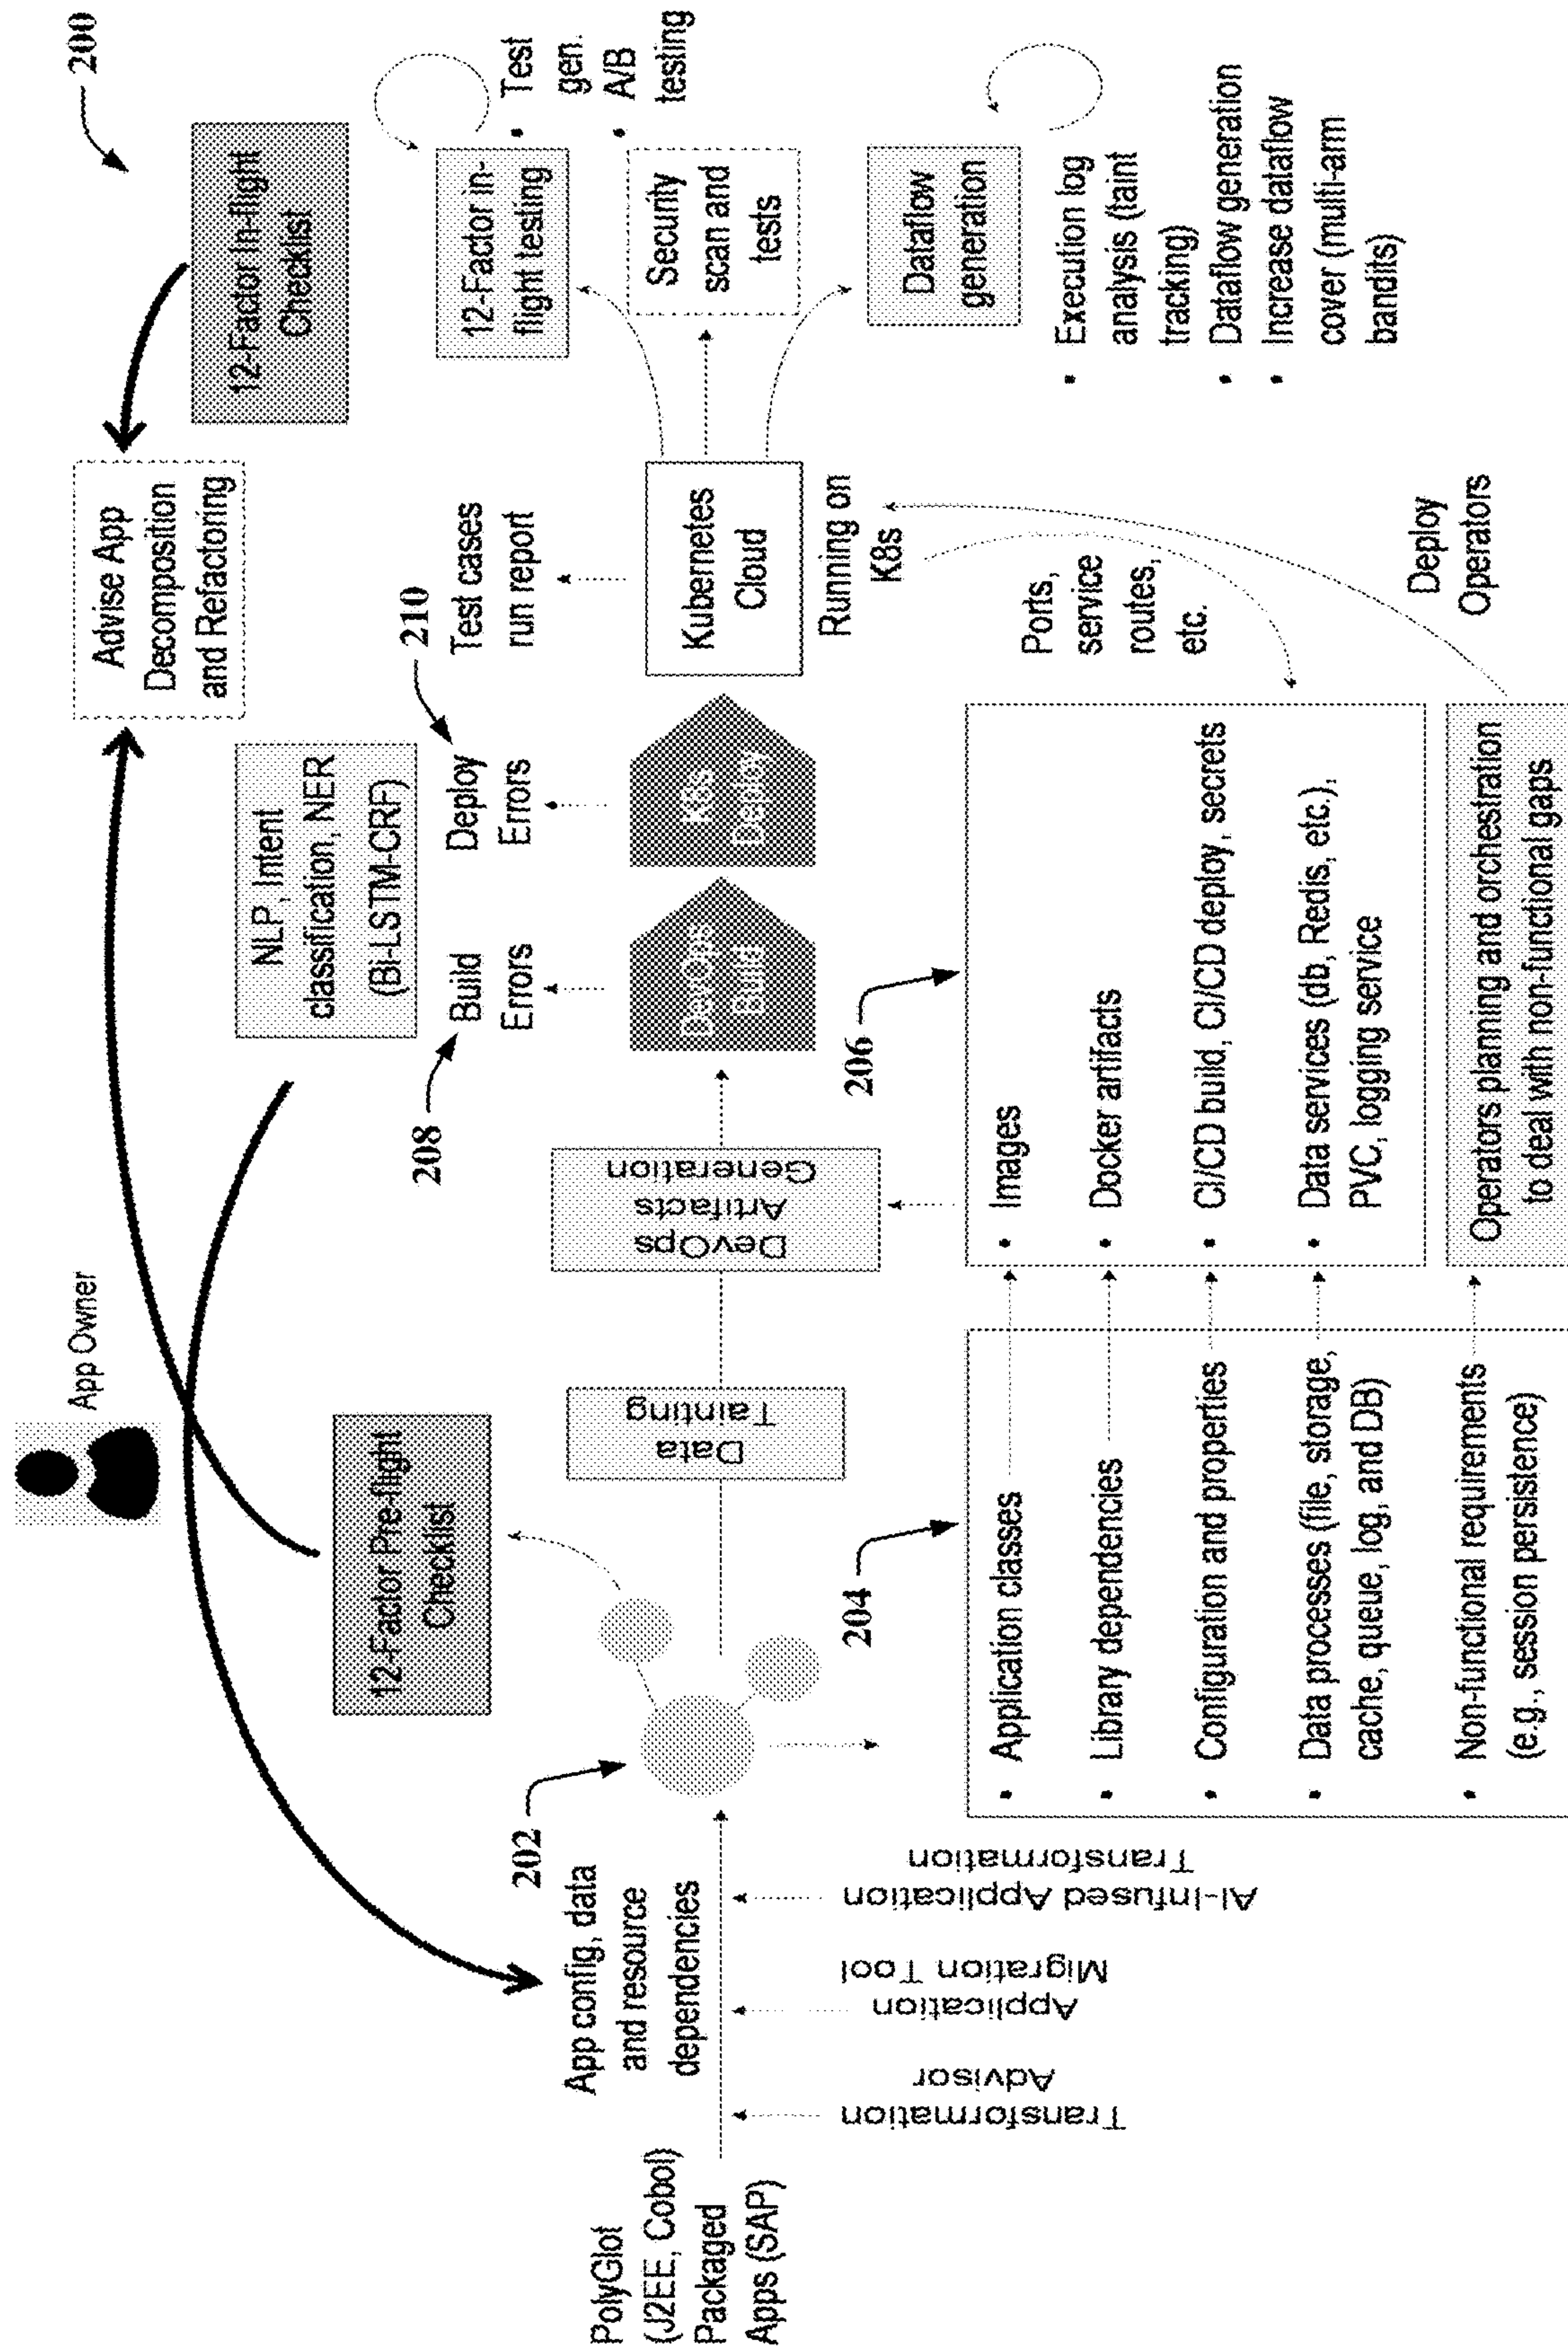 200
App Owner
Advise App
Decomposition
and Refactoring
12-Factor In-flight
Checklist
NLP, Intent
classification, NER
(Bi-LSTM-CRF)
12-Factor Pre-flight
Checklist
208
Build
Errors
210
Deploy
Errors
Test cases
run report
12-Factor in-
flight testing
• Test
gen.
• A/B
testing
PolyGlot
(J2EE, Cobol)
Packaged
Apps (SAP)
App config, data
and resource
dependencies
202
Transformation
Advisor
Application
Migration Tool
AI-Infused Application
Transformation
Data
Tainting
DevOps
Artifacts
Generation
DevOps
Build
K8s
Deploy
Kubernetes
Cloud
Running on
K8s
Security
scan and
tests
Dataflow
generation
• Execution log
analysis (taint
tracking)
• Dataflow generation
• Increase dataflow
cover (multi-arm
bandits)
204
• Application classes
• Library dependencies
• Configuration and properties
• Data processes (file, storage,
cache, queue, log, and DB)
• Non-functional requirements
(e.g., session persistence)
206
• Images
• Docker artifacts
• CI/CD build, CI/CD deploy, secrets
• Data services (db, Redis, etc.),
PVC, logging service
Operators planning and orchestration
to deal with non-functional gaps
Ports,
service
routes,
etc.
Deploy
Operators